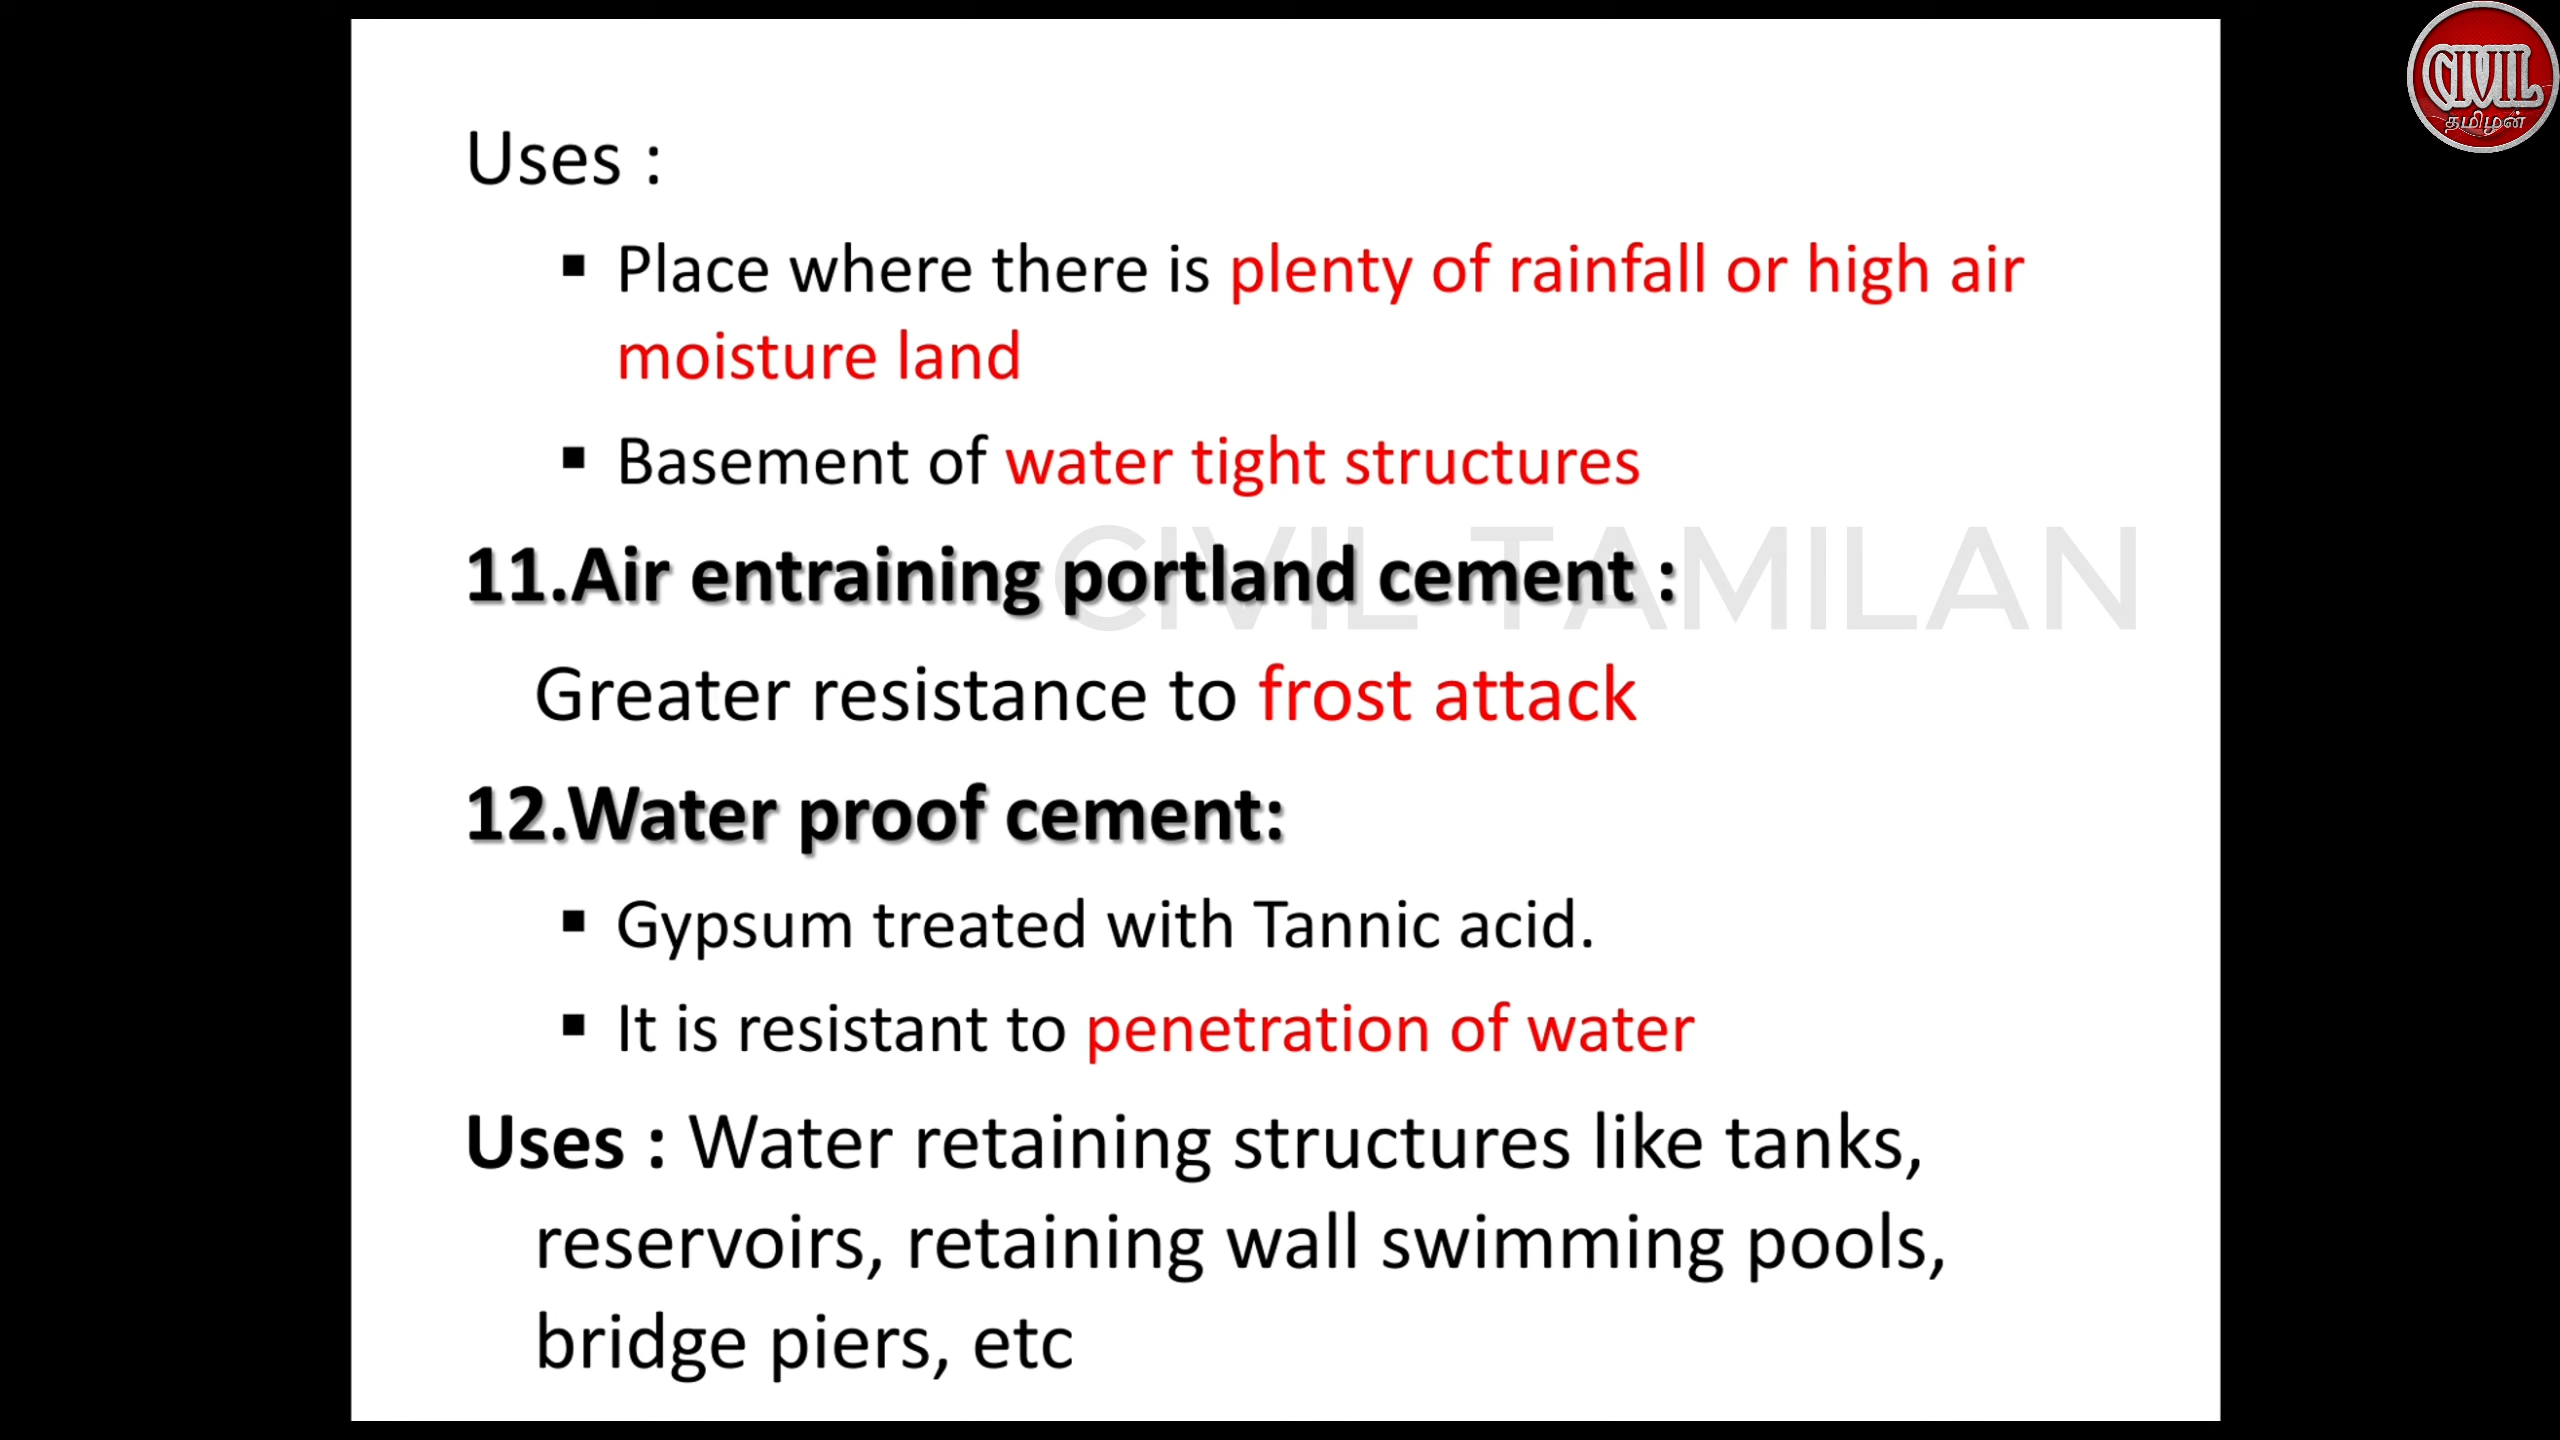 CIVIL
தமிழன்
Uses :
▪ Place where there is plenty of rainfall or high air
moisture land
▪ Basement of water tight structures
CIVIL TAMILAN
11.Air entraining portland cement :
Greater resistance to frost attack
12.Water proof cement:
▪ Gypsum treated with Tannic acid.
▪ It is resistant to penetration of water
Uses : Water retaining structures like tanks,
reservoirs, retaining wall swimming pools,
bridge piers, etc